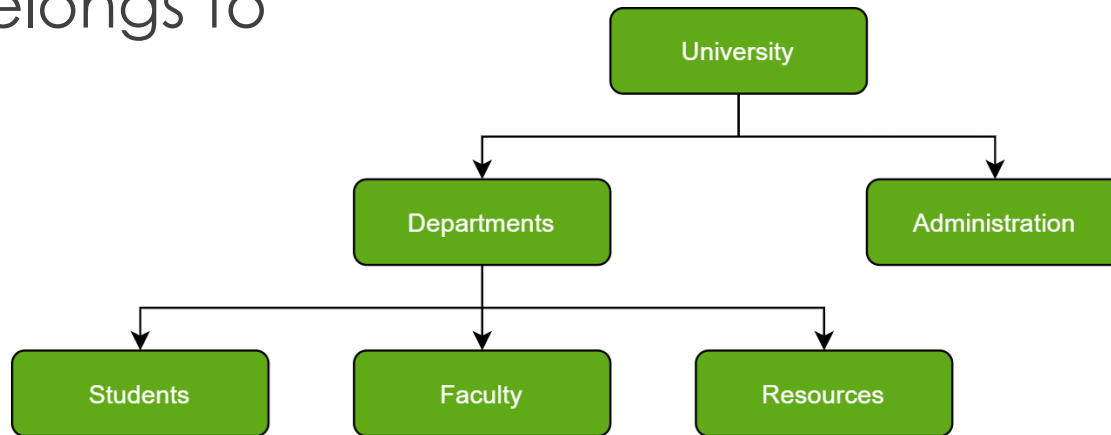 University
Departments
Administration
Students
Faculty
Resources